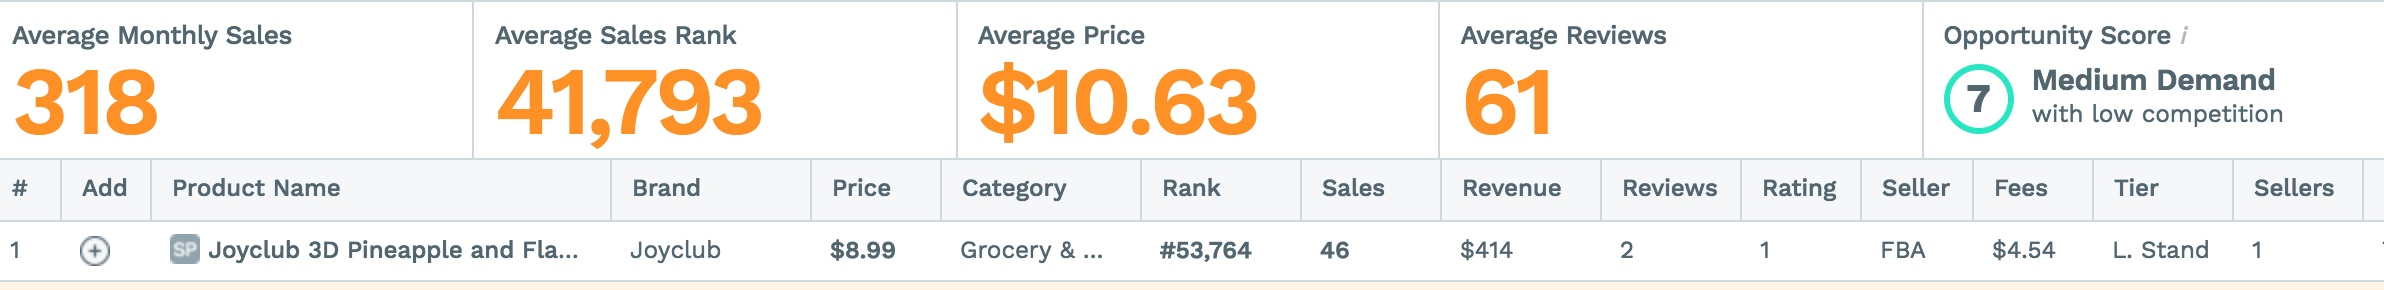 Average Monthly Sales
318
Average Sales Rank
41,793
Average Price
$10.63
Average Reviews
61
Opportunity Score i
7
Medium Demand
with low competition
# Add Product Name Brand Price Category Rank Sales Revenue Reviews Rating Seller Fees Tier Sellers
1 SP Joyclub 3D Pineapple and Fla... Joyclub $8.99 Grocery & ... #53,764 46 $414 2 1 FBA $4.54 L. Stand 1